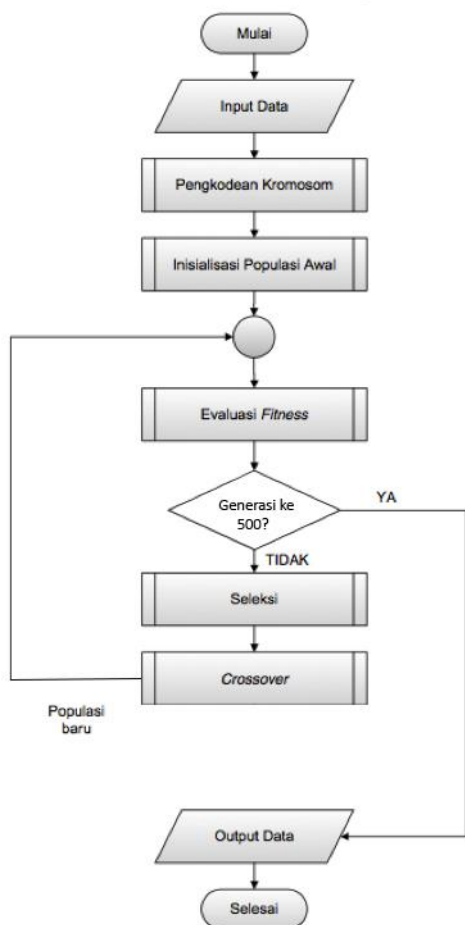 Mulai
Input Data
Pengkodean Kromosom
Inisialisasi Populasi Awal
Evaluasi Fitness
Generasi ke
500?
YA
TIDAK
Seleksi
Crossover
Populasi
baru
Output Data
Selesai